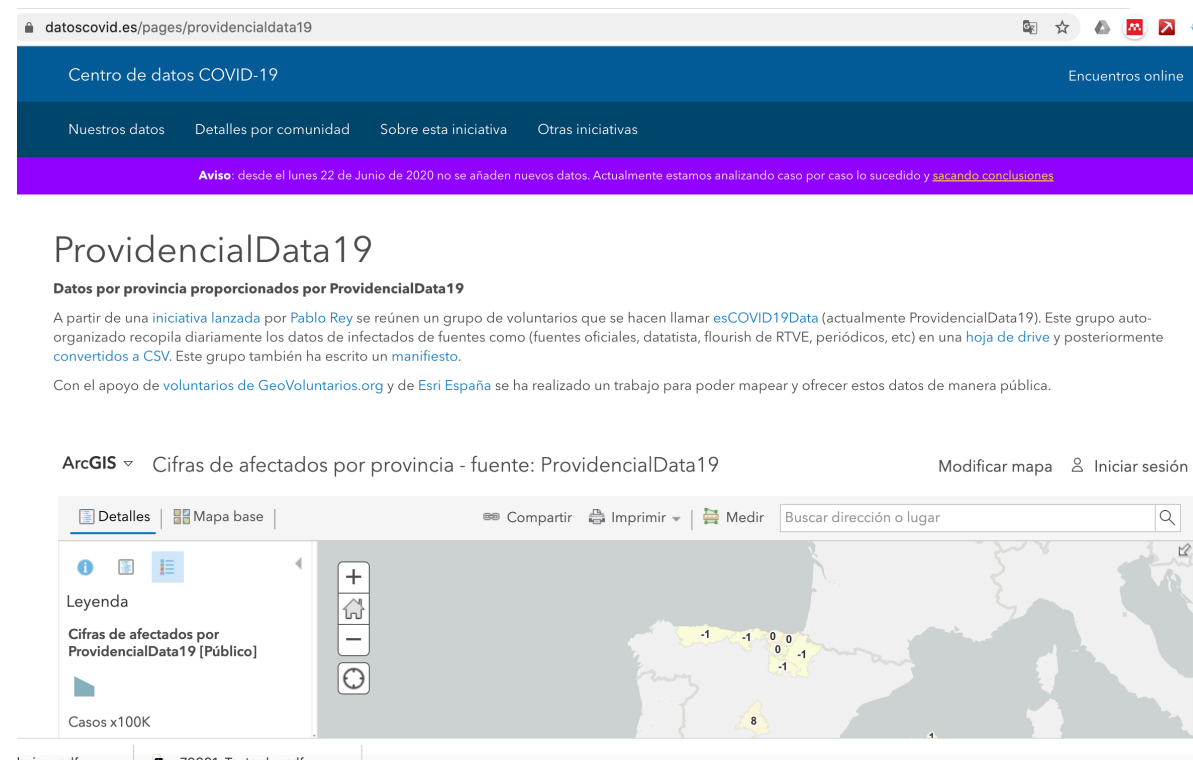 datoscovid.es/pages/providencialdata19
Centro de datos COVID-19
Encuentros online
Nuestros datos Detalles por comunidad Sobre esta iniciativa Otras iniciativas
Aviso: desde el lunes 22 de Junio de 2020 no se añaden nuevos datos. Actualmente estamos analizando caso por caso lo sucedido y sacando conclusiones
ProvidencialData19
Datos por provincia proporcionados por ProvidencialData19
A partir de una iniciativa lanzada por Pablo Rey se reúnen un grupo de voluntarios que se hacen llamar esCOVID19Data (actualmente ProvidencialData19). Este grupo auto-
organizado recopila diariamente los datos de infectados de fuentes como (fuentes oficiales, datatista, flourish de RTVE, periódicos, etc) en una hoja de drive y posteriormente
convertidos a CSV. Este grupo también ha escrito un manifiesto.
Con el apoyo de voluntarios de GeoVoluntarios.org y de Esri España se ha realizado un trabajo para poder mapear y ofrecer estos datos de manera pública.
ArcGIS Cifras de afectados por provincia - fuente: ProvidencialData19
Modificar mapa Iniciar sesión
Detalles Mapa base
Compartir Imprimir Medir Buscar dirección o lugar
Leyenda
Cifras de afectados por
ProvidencialData19 [Público]
Casos x100K
-1 -1 0 0
0 -1
-1
8